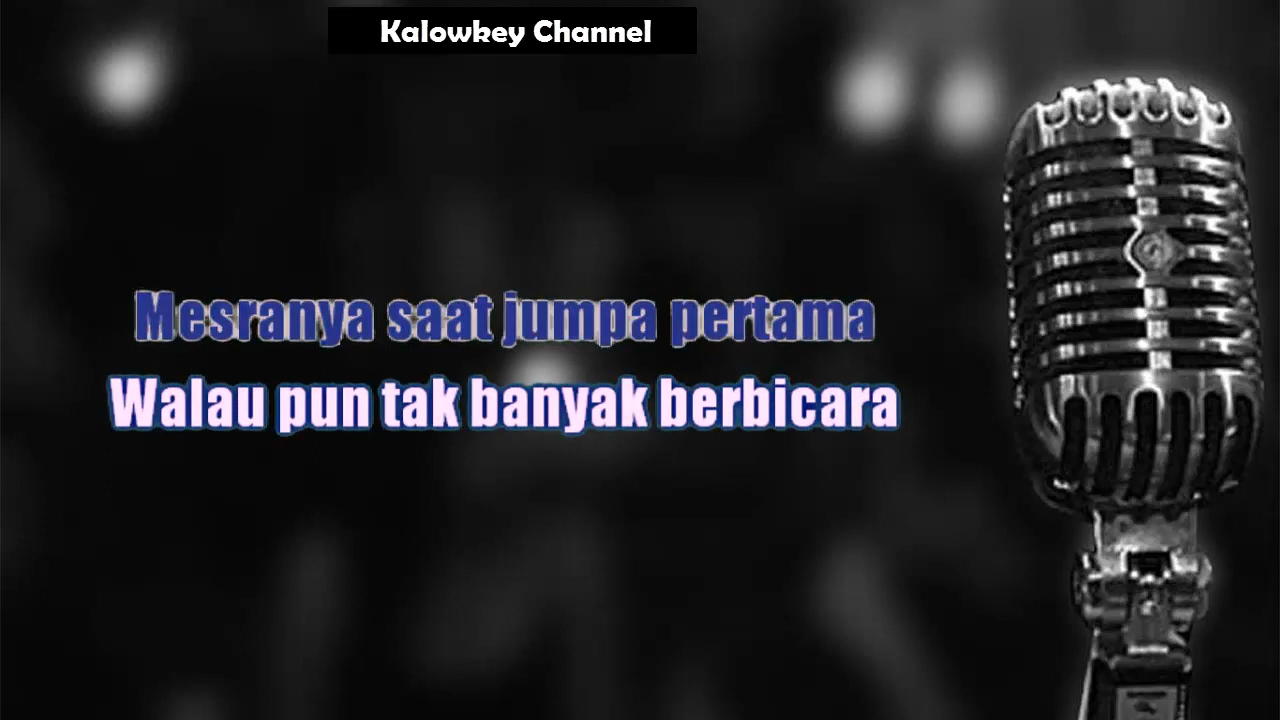 Kalowkey Channel
Mesranya saat jumpa pertama
Walau pun tak banyak berbicara